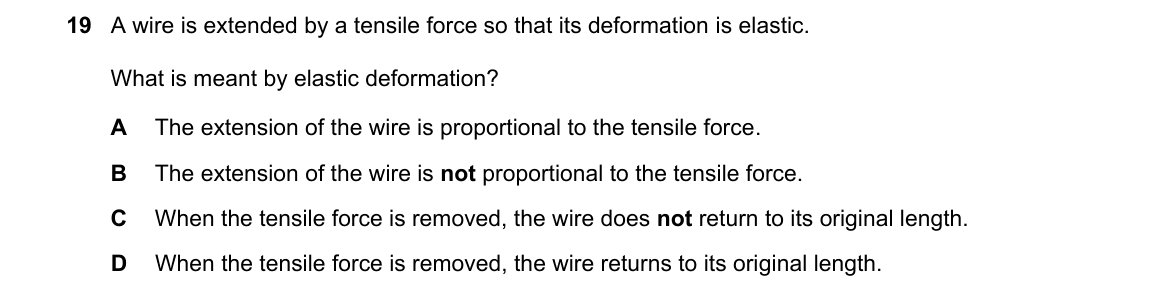 19 A wire is extended by a tensile force so that its deformation is elastic.
What is meant by elastic deformation?
A The extension of the wire is proportional to the tensile force.
B The extension of the wire is not proportional to the tensile force.
C When the tensile force is removed, the wire does not return to its original length.
D When the tensile force is removed, the wire returns to its original length.